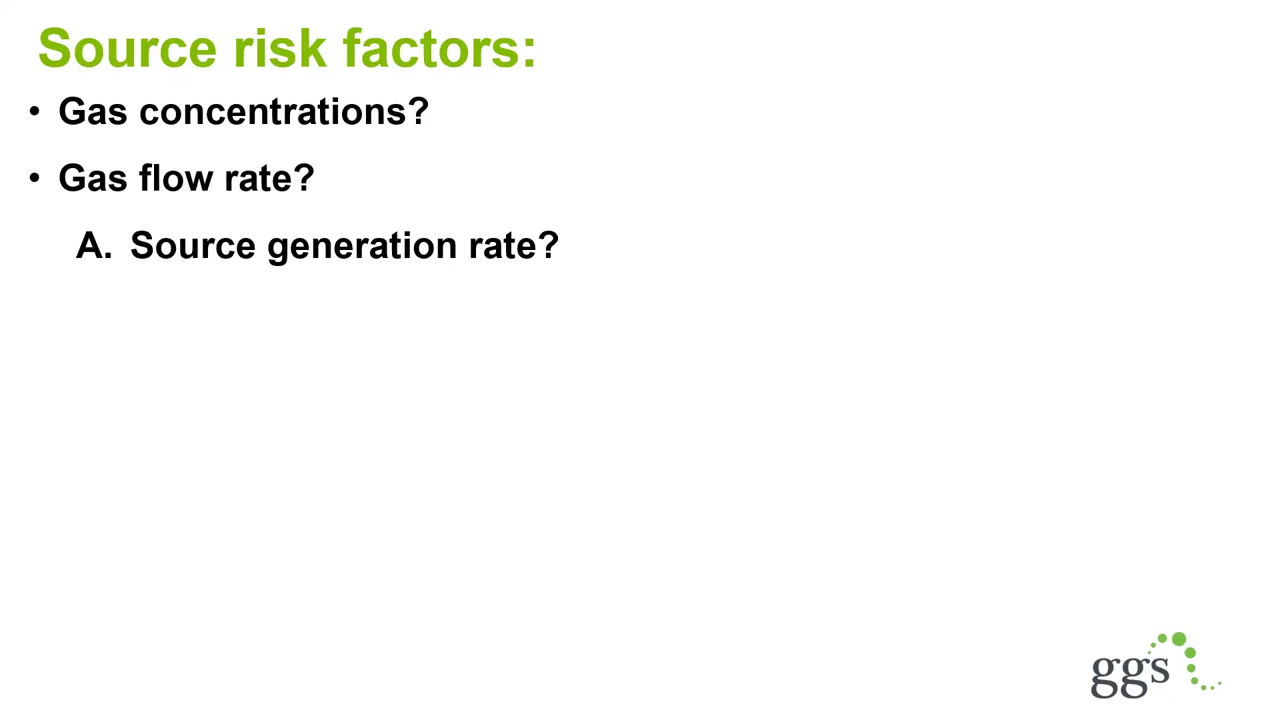 Source risk factors:
• Gas concentrations?
• Gas flow rate?
A. Source generation rate?
ggs